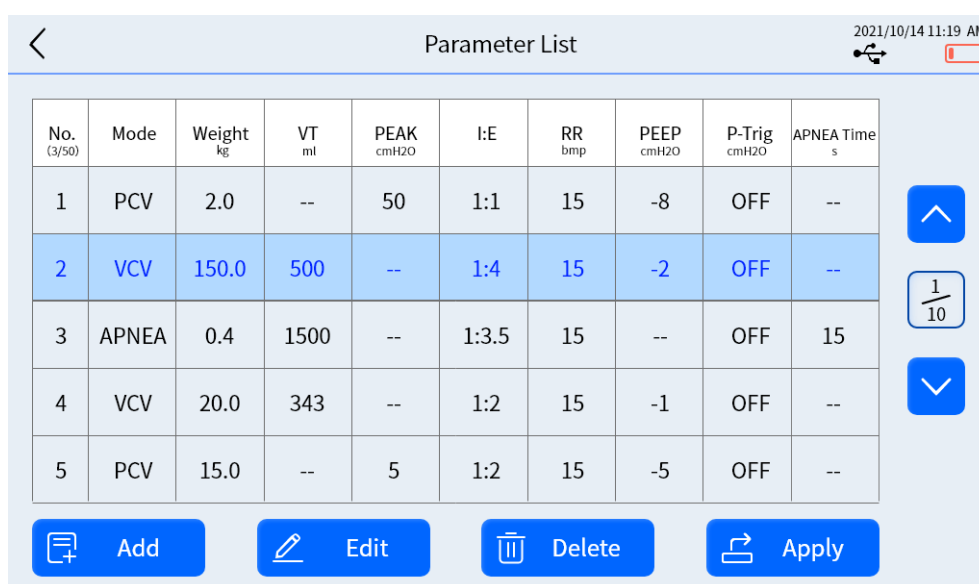 2021/10/14 11:19 AM
Parameter List
No. Mode Weight VT PEAK I:E RR PEEP P-Trig APNEA Time
(3/50) kg ml cmH2O bmp cmH2O cmH2O s
1 PCV 2.0 -- 50 1:1 15 -8 OFF --
2 VCV 150.0 500 -- 1:4 15 -2 OFF --
3 APNEA 0.4 1500 -- 1:3.5 15 -- OFF 15
4 VCV 20.0 343 -- 1:2 15 -1 OFF --
5 PCV 15.0 -- 5 1:2 15 -5 OFF --
1
10
Add Edit Delete Apply